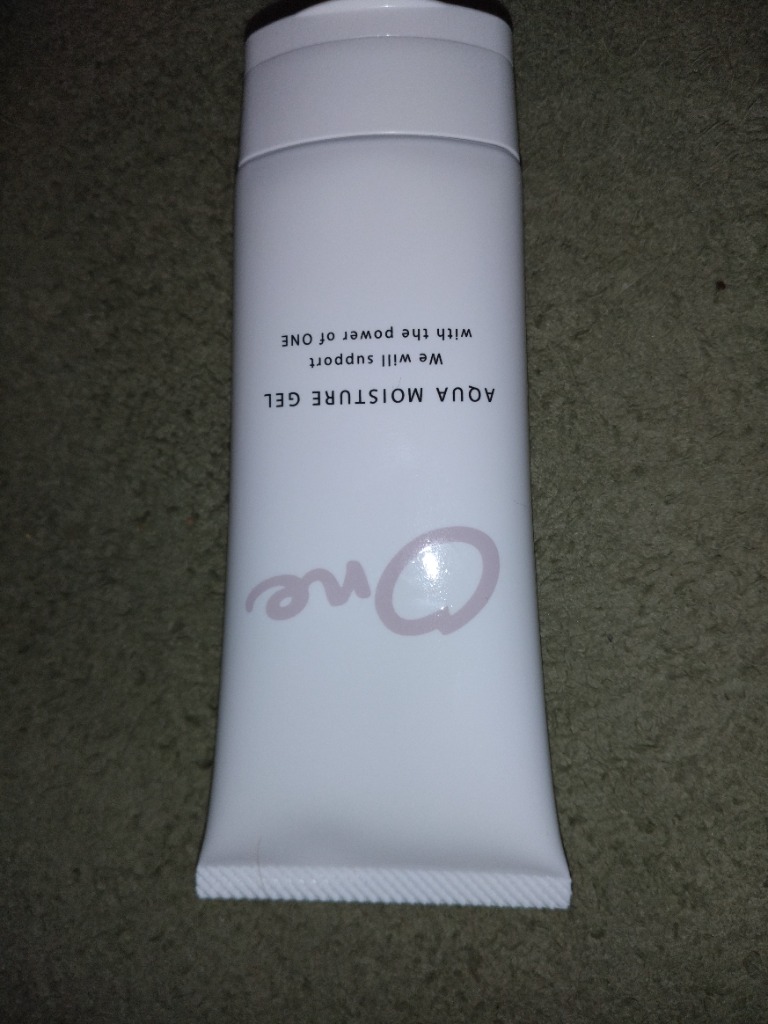 One
AQUA MOISTURE GEL
We will support
with the power of ONE